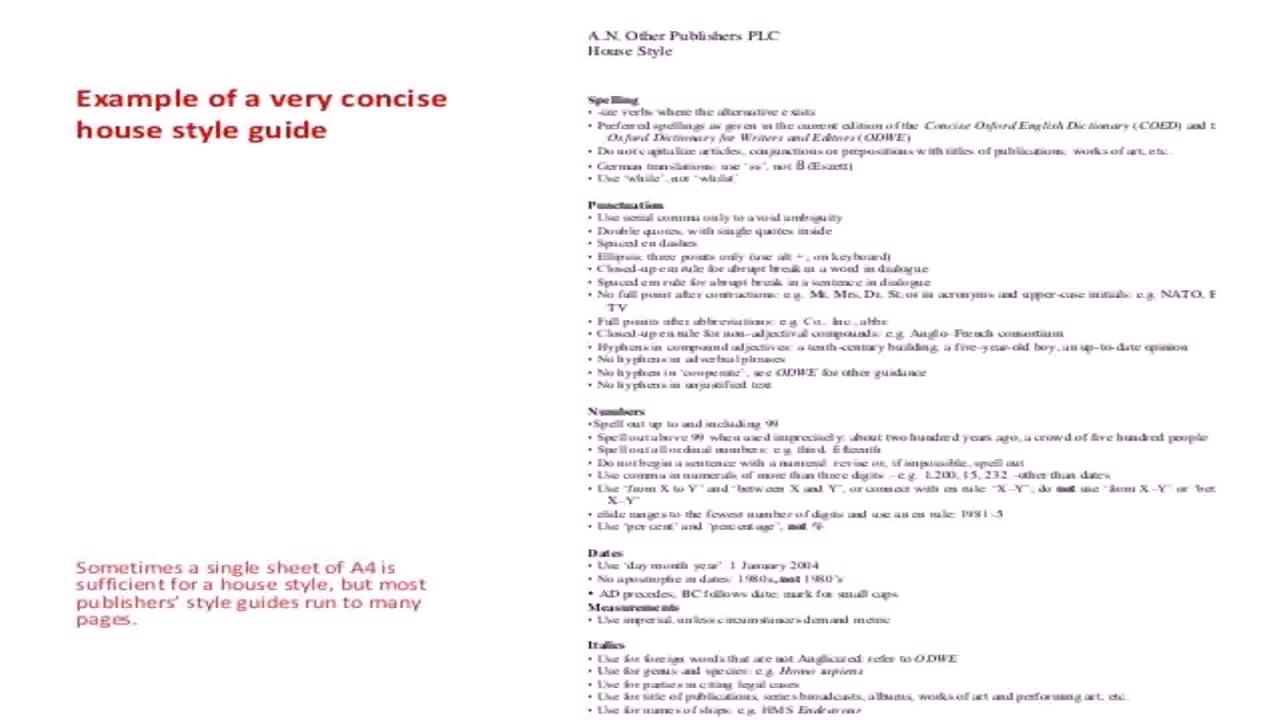 Example of a very concise
house style guide
Sometimes a single sheet of A4 is
sufficient for a house style, but most
publishers' style guides run to many
pages.
A.N. Other Publishers PLC
House Style
Spelling
• verbs where the alternative exists
• Preferred spellings as given in the current edition of the Concise Oxford English Dictionary (COED) and t
Oxford Dictionary for Writers and Editors (ODWE)
• Do not capitalize articles, conjunctions or prepositions with titles of publications, works of art, etc.
• German translations: use 'ss', not ß (Eszett)
• Use 'while', not 'whilst'
Punctuation
• Use serial comma only to avoid ambiguity
• Double quotes, with single quotes inside
• Spaced en dashes
• Ellipsis: three points only (use alt + on keyboard)
• Closed-up em rule for abrupt break in a word in dialogue
• Spaced em rule for abrupt break in a sentence in dialogue
• No full point after contractions: e.g. Mr, Mrs, Dr, St, or in acronyms and upper-case initials: e.g. NATO,
TV
• Full points after abbreviations: e.g. Co., Inc.,
• Closed-up en rule for non-adjectival compounds: e.g. Anglo–French consortium
• Hyphens in compound adjectives: a tenth-century building, a five-year-old boy, an up-to-date opinion
• No hyphens in adverbial phrases
• No hyphen in 'cooperate', see ODWE for other guidance
• No hyphens in unjustified text
Numbers
•Spell out up to and including 99
• Spell out above 99 when used imprecisely: about two hundred years ago, a crowd of five hundred people
• Spell out all ordinal numbers: e.g. third, fifteenth
• Do not begin a sentence with a numeral: revise or, if impossible, spell out
• Use comma in numerals of more than three digits – e.g. 1,200, 15,232 – other than dates
• Use "from X to Y" and "between X and Y", or connect with en rule "X–Y", do not use "from X–Y" or 'bet
X–Y"
• elide ranges to the fewest number of digits and use an en rule: 1981–5
• Use 'per cent' and 'percentage', not %
Dates
• Use 'day month year' 1 January 2004
• No apostrophe in dates: 1980s, not 1980's
• AD precedes, BC follows date: mark for small caps
Measurements
• Use imperial, unless circumstances demand metric
Italics
• Use for foreign words that are not Anglicized: refer to ODWE
• Use for genus and species: e.g. Homo sapiens
• Use for parties in citing legal cases
• Use for title of publications, series broadcasts, albums, works of art and performing art, etc.
• Use for names of ships: e.g. HMS